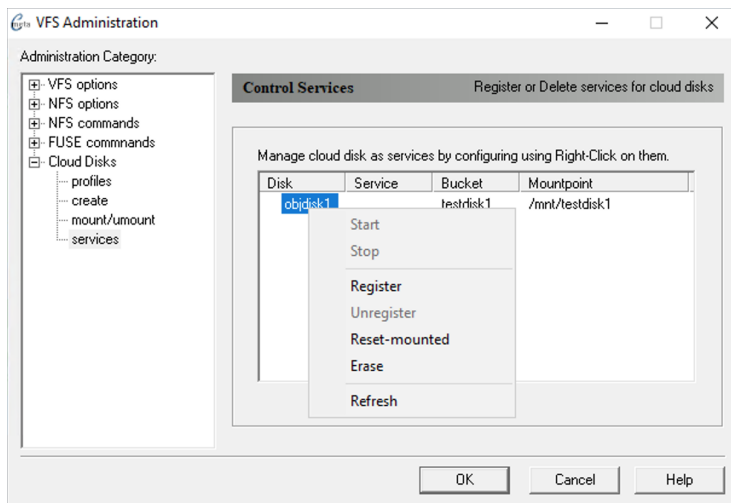 VFS Administration
Administration Category:
VFS options
NFS options
NFS commands
FUSE commnands
Cloud Disks
profiles
create
mount/umount
services
Control Services Register or Delete services for cloud disks
Manage cloud disk as services by configuring using Right-Click on them.
Disk Service Bucket Mountpoint
objdisk1 testdisk1 /mnt/testdisk1
Start
Stop
Register
Unregister
Reset-mounted
Erase
Refresh
OK Cancel Help